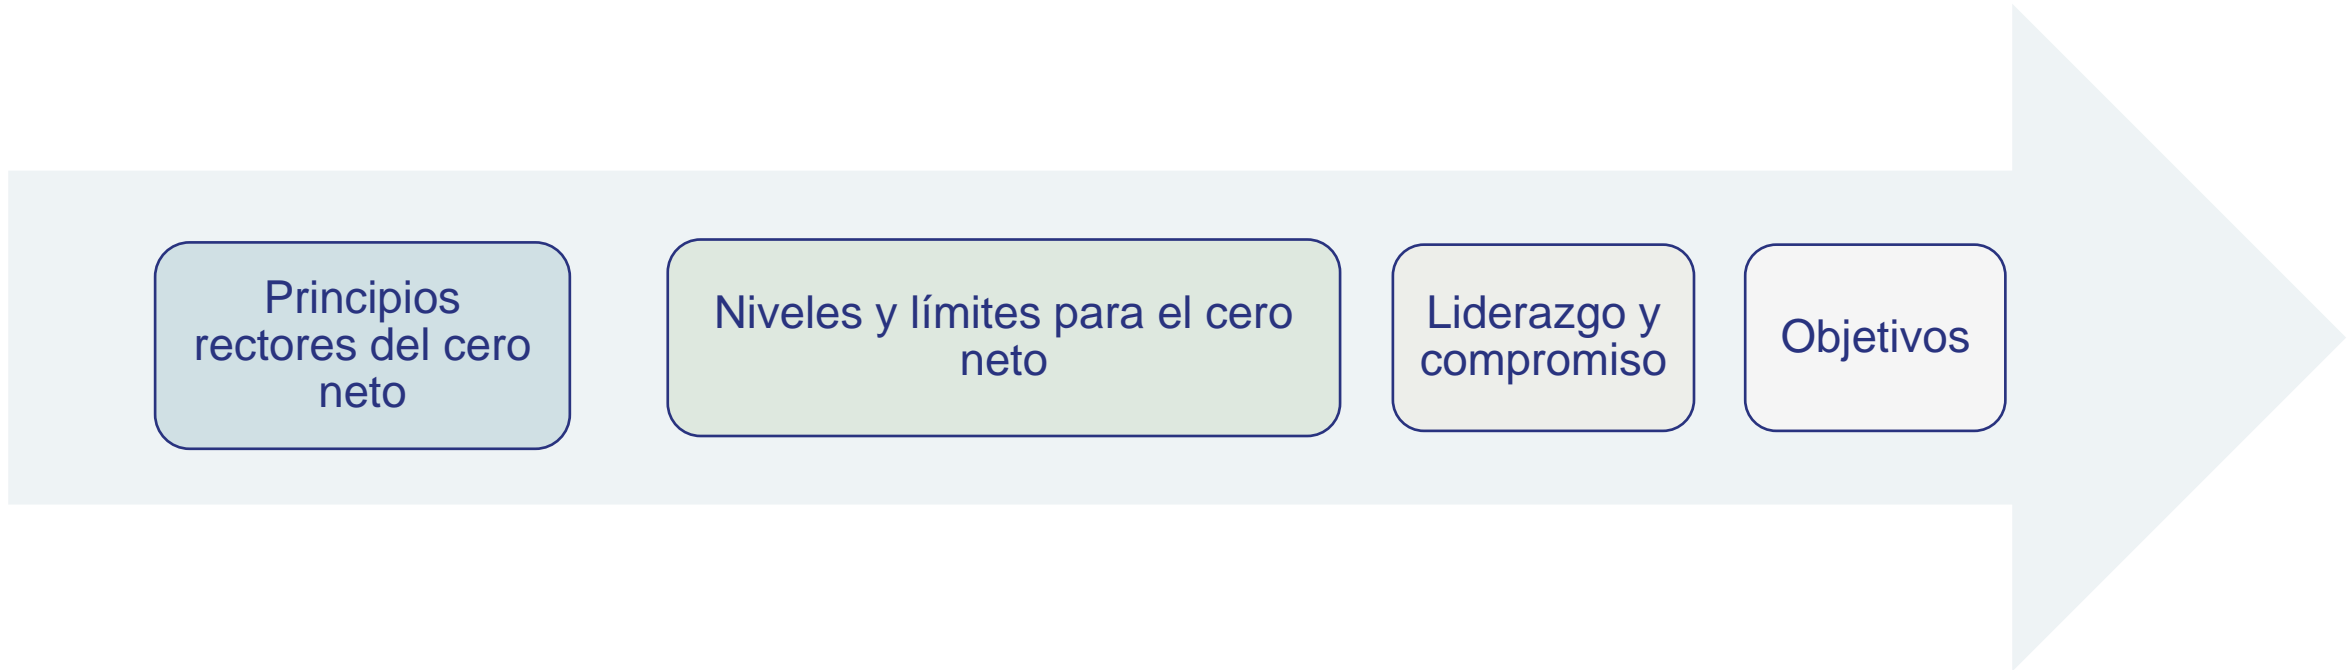 Principios
rectores del cero
neto
Niveles y límites para el cero
neto
Liderazgo y
compromiso
Objetivos